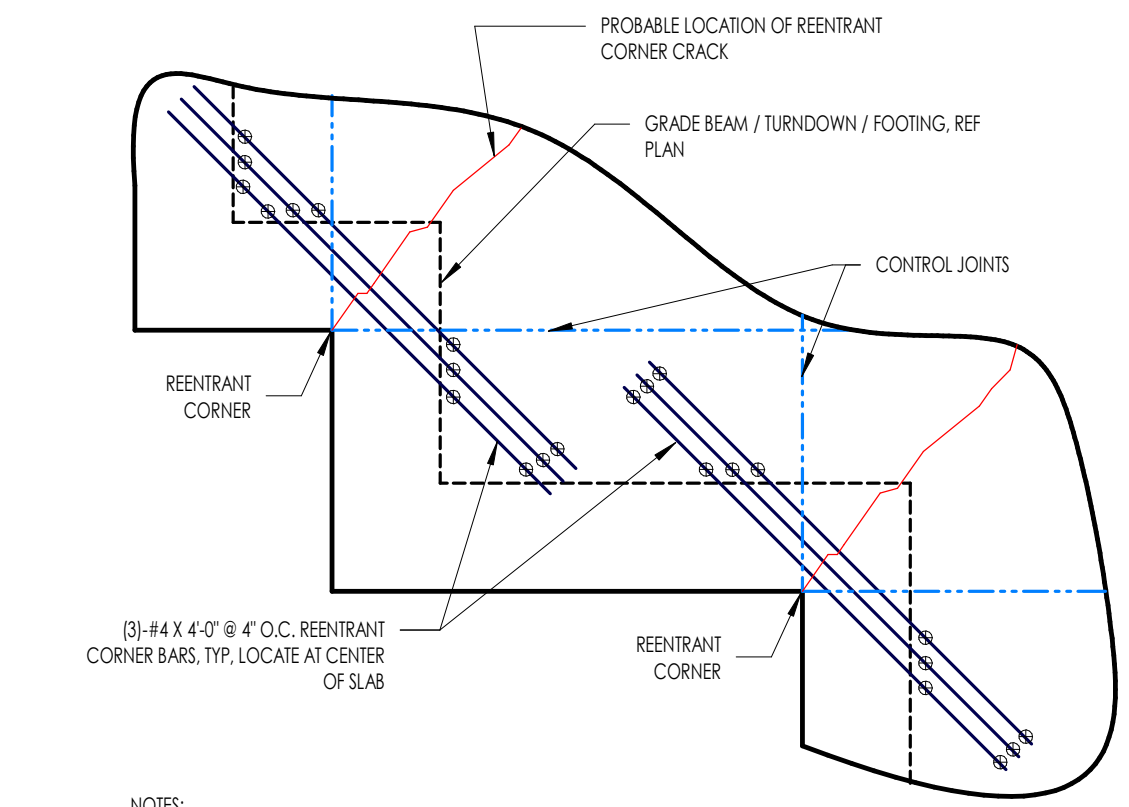 PROBABLE LOCATION OF REENTRANT
CORNER CRACK
GRADE BEAM / TURNDOWN / FOOTING, REF
PLAN
CONTROL JOINTS
REENTRANT
CORNER
(3)-#4 X 4'-0" @ 4" O.C. REENTRANT
CORNER BARS, TYP, LOCATE AT CENTER
OF SLAB
REENTRANT
CORNER
NOTES: